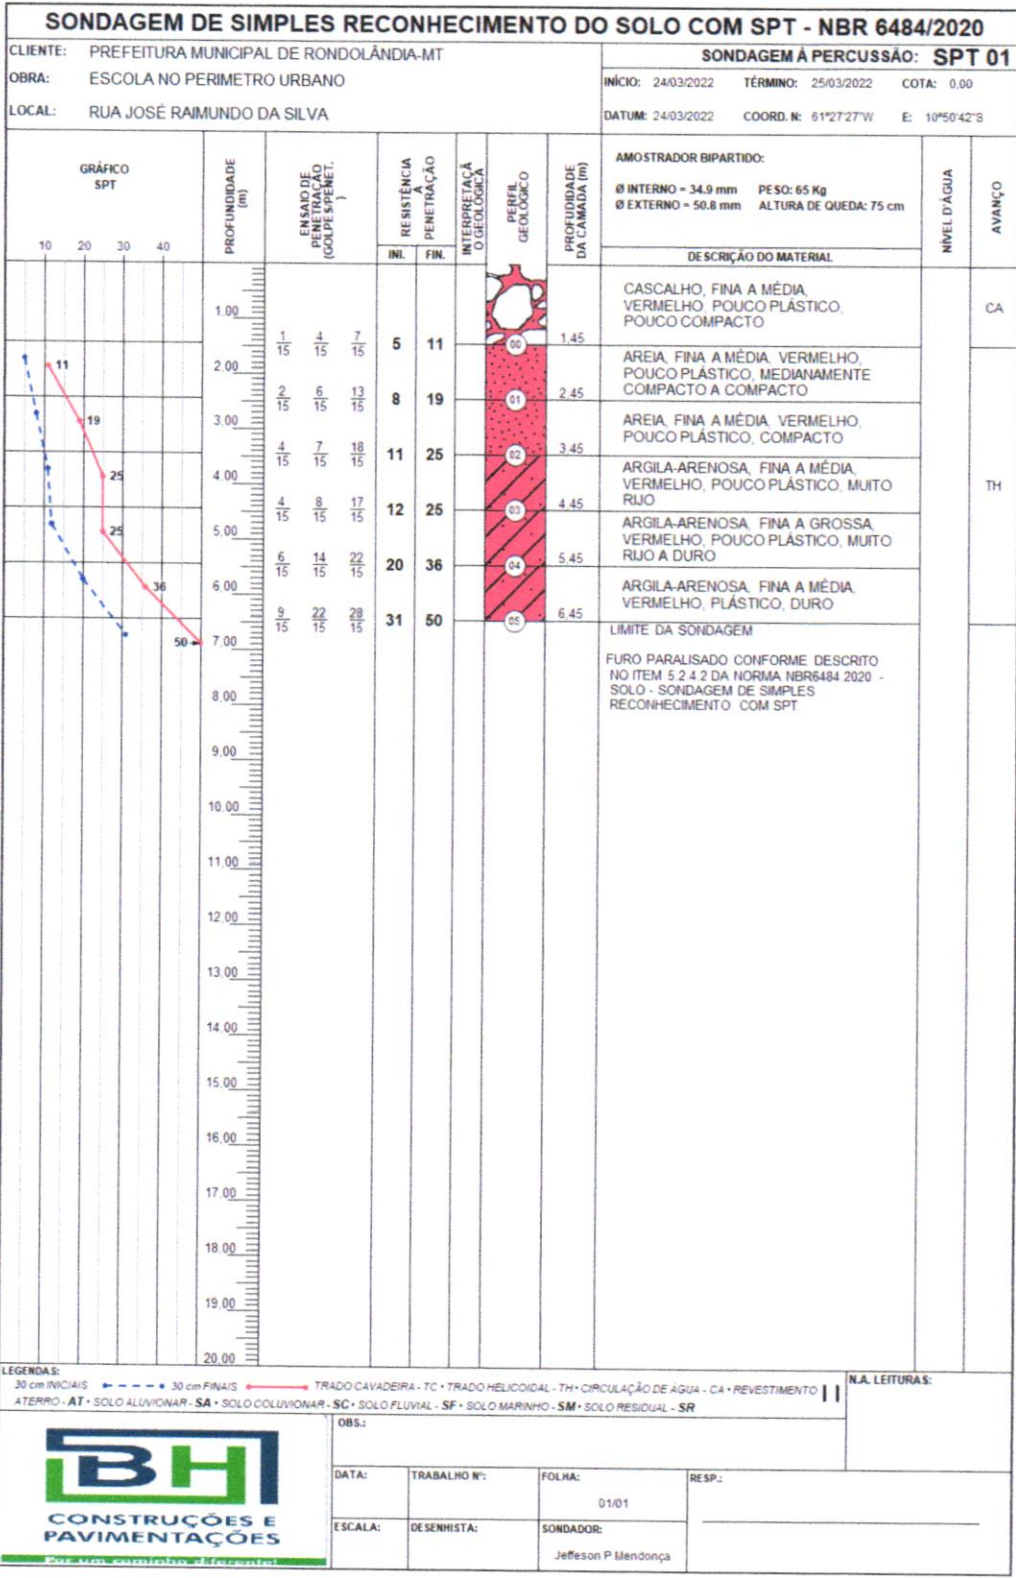 SONDAGEM DE SIMPLES RECONHECIMENTO DO SOLO COM SPT - NBR 6484/2020
CLIENTE: PREFEITURA MUNICIPAL DE RONDOLÂNDIA-MT
OBRA: ESCOLA NO PERIMETRO URBANO
LOCAL: RUA JOSÉ RAIMUNDO DA SILVA
SONDAGEM À PERCUSSÃO: SPT 01
INÍCIO: 24/03/2022 TÉRMINO: 25/03/2022 COTA: 0,00
DATUM: 24/03/2022 COORD. N: 61°27'27"W E: 10°50'42"S
GRÁFICO
SPT
10 20 30 40
PROFUNDIDADE
(m)
ENSAIO DE
PENETRAÇÃO
(GOLPES/PENET.
)
RESISTÊNCIA
À
PENETRAÇÃO
INI. FIN.
INTERPRETAÇÃ
O GEOLÓGICA
PERFIL
GEOLÓGICO
PROFUDIDADE
DA CAMADA (m)
AMOSTRADOR BIPARTIDO:
Ø INTERNO = 34.9 mm PESO: 65 Kg
Ø EXTERNO = 50.8 mm ALTURA DE QUEDA: 75 cm
DESCRIÇÃO DO MATERIAL
NÍVEL D'ÁGUA
AVANÇO
1,00
1/15 4/15 7/15 5 11 00 1,45
CASCALHO, FINA A MÉDIA,
VERMELHO, POUCO PLÁSTICO,
POUCO COMPACTO
CA
11
2,00
2/15 6/15 13/15 8 19 01 2,45
AREIA, FINA A MÉDIA, VERMELHO,
POUCO PLÁSTICO, MEDIANAMENTE
COMPACTO A COMPACTO
19
3,00
4/15 7/15 18/15 11 25 02 3,45
AREIA, FINA A MÉDIA, VERMELHO,
POUCO PLÁSTICO, COMPACTO
25
4,00
4/15 8/15 17/15 12 25 03 4,45
ARGILA-ARENOSA, FINA A MÉDIA,
VERMELHO, POUCO PLÁSTICO, MUITO
RIJO
TH
25
5,00
6/15 14/15 22/15 20 36 04 5,45
ARGILA-ARENOSA, FINA A GROSSA,
VERMELHO, POUCO PLÁSTICO, MUITO
RIJO A DURO
36
6,00
9/15 22/15 28/15 31 50 05 6,45
ARGILA-ARENOSA, FINA A MÉDIA,
VERMELHO, PLÁSTICO, DURO
50
7,00
LIMITE DA SONDAGEM
FURO PARALISADO CONFORME DESCRITO
NO ITEM 5.2.4.2 DA NORMA NBR6484:2020 -
SOLO - SONDAGEM DE SIMPLES
RECONHECIMENTO COM SPT
8,00
9,00
10,00
11,00
12,00
13,00
14,00
15,00
16,00
17,00
18,00
19,00
20,00
LEGENDAS:
30 cm INICIAIS 30 cm FINAIS TRADO CAVADEIRA - TC • TRADO HELICOIDAL - TH • CIRCULAÇÃO DE ÁGUA - CA • REVESTIMENTO
ATERRO - AT • SOLO ALUVIONAR - SA • SOLO COLUVIONAR - SC • SOLO FLUVIAL - SF • SOLO MARINHO - SM • SOLO RESIDUAL - SR
N.A. LEITURAS:
BH
CONSTRUÇÕES E
PAVIMENTAÇÕES
Por um caminho diferente!
OBS.:
DATA: TRABALHO Nº: FOLHA: RESP.:
01/01
ESCALA: DESENHISTA: SONDADOR:
Jeffeson P Mendonça